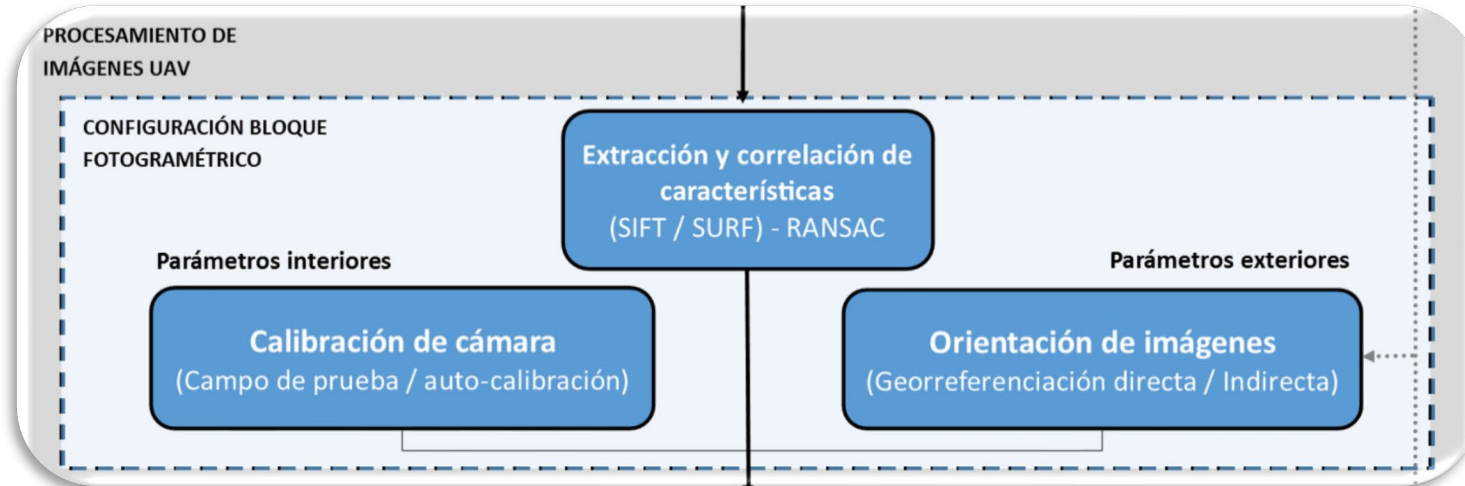 PROCESAMIENTO DE
IMÁGENES UAV
CONFIGURACIÓN BLOQUE
FOTOGRAMÉTRICO
Extracción y correlación de
características
(SIFT / SURF) - RANSAC
Parámetros interiores
Parámetros exteriores
Calibración de cámara
(Campo de prueba / auto-calibración)
Orientación de imágenes
(Georreferenciación directa / Indirecta)